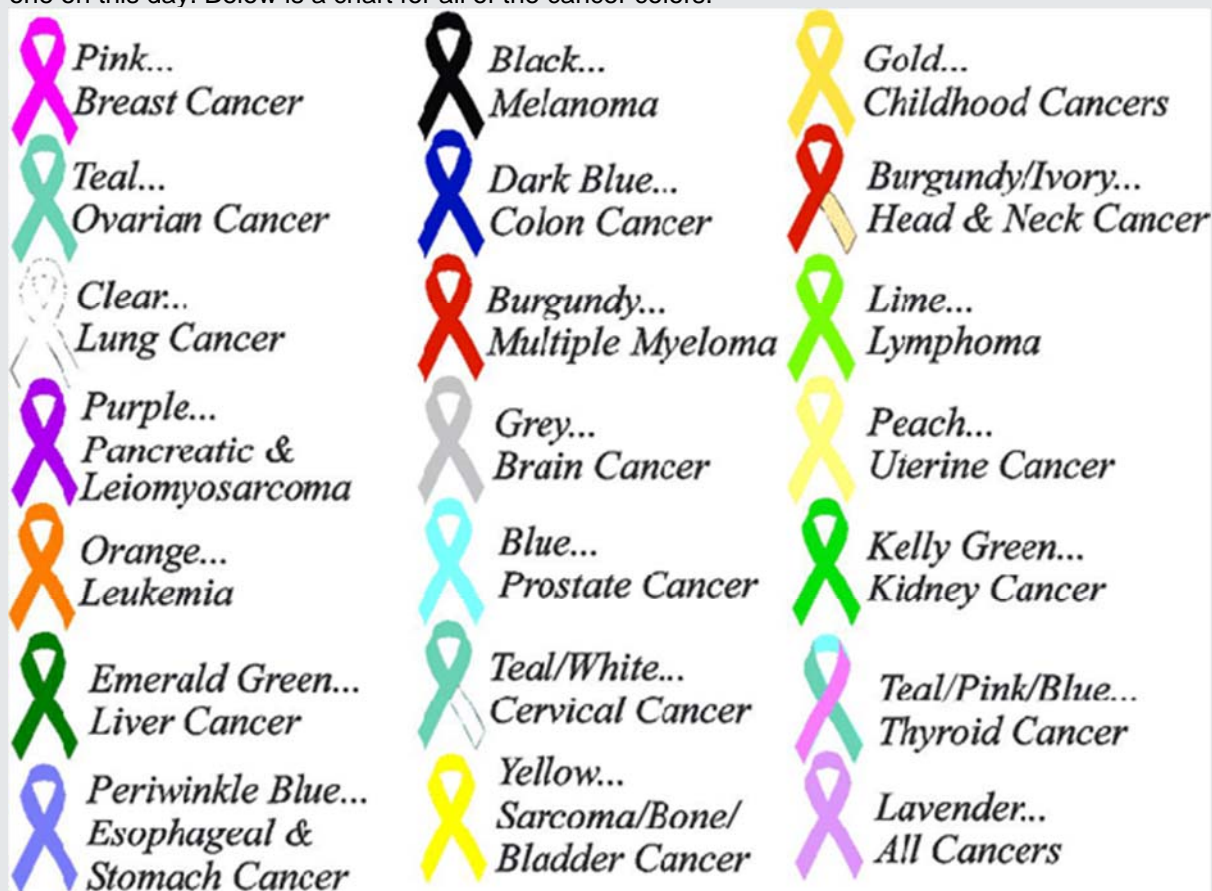 one on this day! Below is a chart for all of the cancer colors.
Pink...
Breast Cancer
Black...
Melanoma
Gold...
Childhood Cancers
Teal...
Ovarian Cancer
Dark Blue...
Colon Cancer
Burgundy/Ivory...
Head & Neck Cancer
Clear...
Lung Cancer
Burgundy...
Multiple Myeloma
Lime...
Lymphoma
Purple...
Pancreatic &
Leiomyosarcoma
Grey...
Brain Cancer
Peach...
Uterine Cancer
Orange...
Leukemia
Blue...
Prostate Cancer
Kelly Green...
Kidney Cancer
Emerald Green...
Liver Cancer
Teal/White...
Cervical Cancer
Teal/Pink/Blue...
Thyroid Cancer
Periwinkle Blue...
Esophageal &
Stomach Cancer
Yellow...
Sarcoma/Bone/
Bladder Cancer
Lavender...
All Cancers